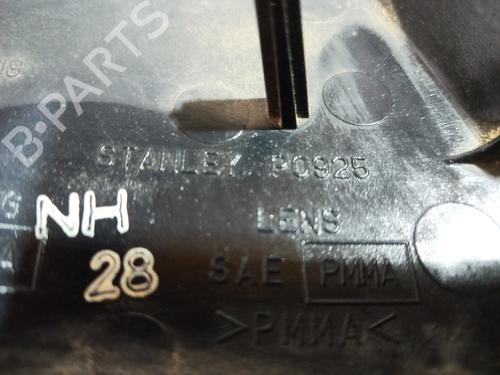 B-PARTS
STANLEY P0925
NH
LENS
28
SAE PMMA
>PMMA<